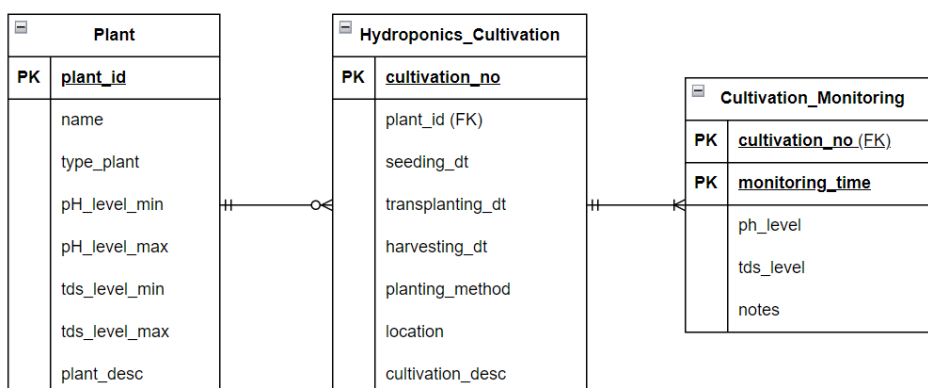 Plant
PK plant_id
name
type_plant
pH_level_min
pH_level_max
tds_level_min
tds_level_max
plant_desc
Hydroponics_Cultivation
PK cultivation_no
plant_id (FK)
seeding_dt
transplanting_dt
harvesting_dt
planting_method
location
cultivation_desc
Cultivation_Monitoring
PK cultivation_no (FK)
PK monitoring_time
ph_level
tds_level
notes